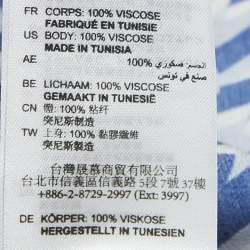 FR CORPS: 100% VISCOSE
FABRIQUÉ EN TUNISIE
US BODY: 100% VISCOSE
MADE IN TUNISIA
AE الجسم: فسكوزي 100%
صنع في تونس
BE LICHAAM: 100% VISCOSE
GEMAAKT IN TUNESIË
CN 体: 100% 粘纤
突尼斯制造
TW 上身: 100% 黏膠纖維
突尼斯製造
台灣晟慕商貿有限公司
台北市信義區信義路 5段 7號 37樓
+886-2-8729-2997 (Ext: 3997)
DE KÖRPER: 100% VISKOSE
HERGESTELLT IN TUNESIEN